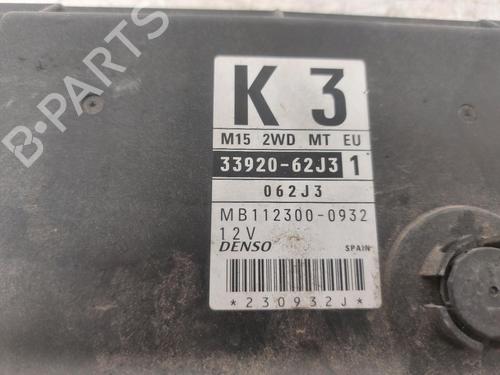 K 3
M15 2WD MT EU
33920-62J3 1
062J3
MB112300-0932
12V
DENSO SPAIN
*230932J*
B-PARTS